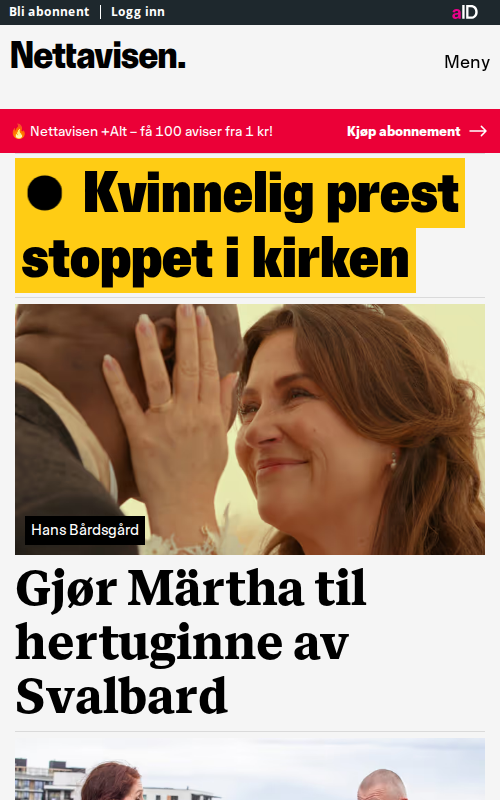 Bli abonnent | Logg inn
aID
Nettavisen.
Meny
🔥 Nettavisen +Alt – få 100 aviser fra 1 kr!
Kjøp abonnement →
● Kvinnelig prest
stoppet i kirken
Hans Bårdsgård
Gjør Märtha til
hertuginne av
Svalbard